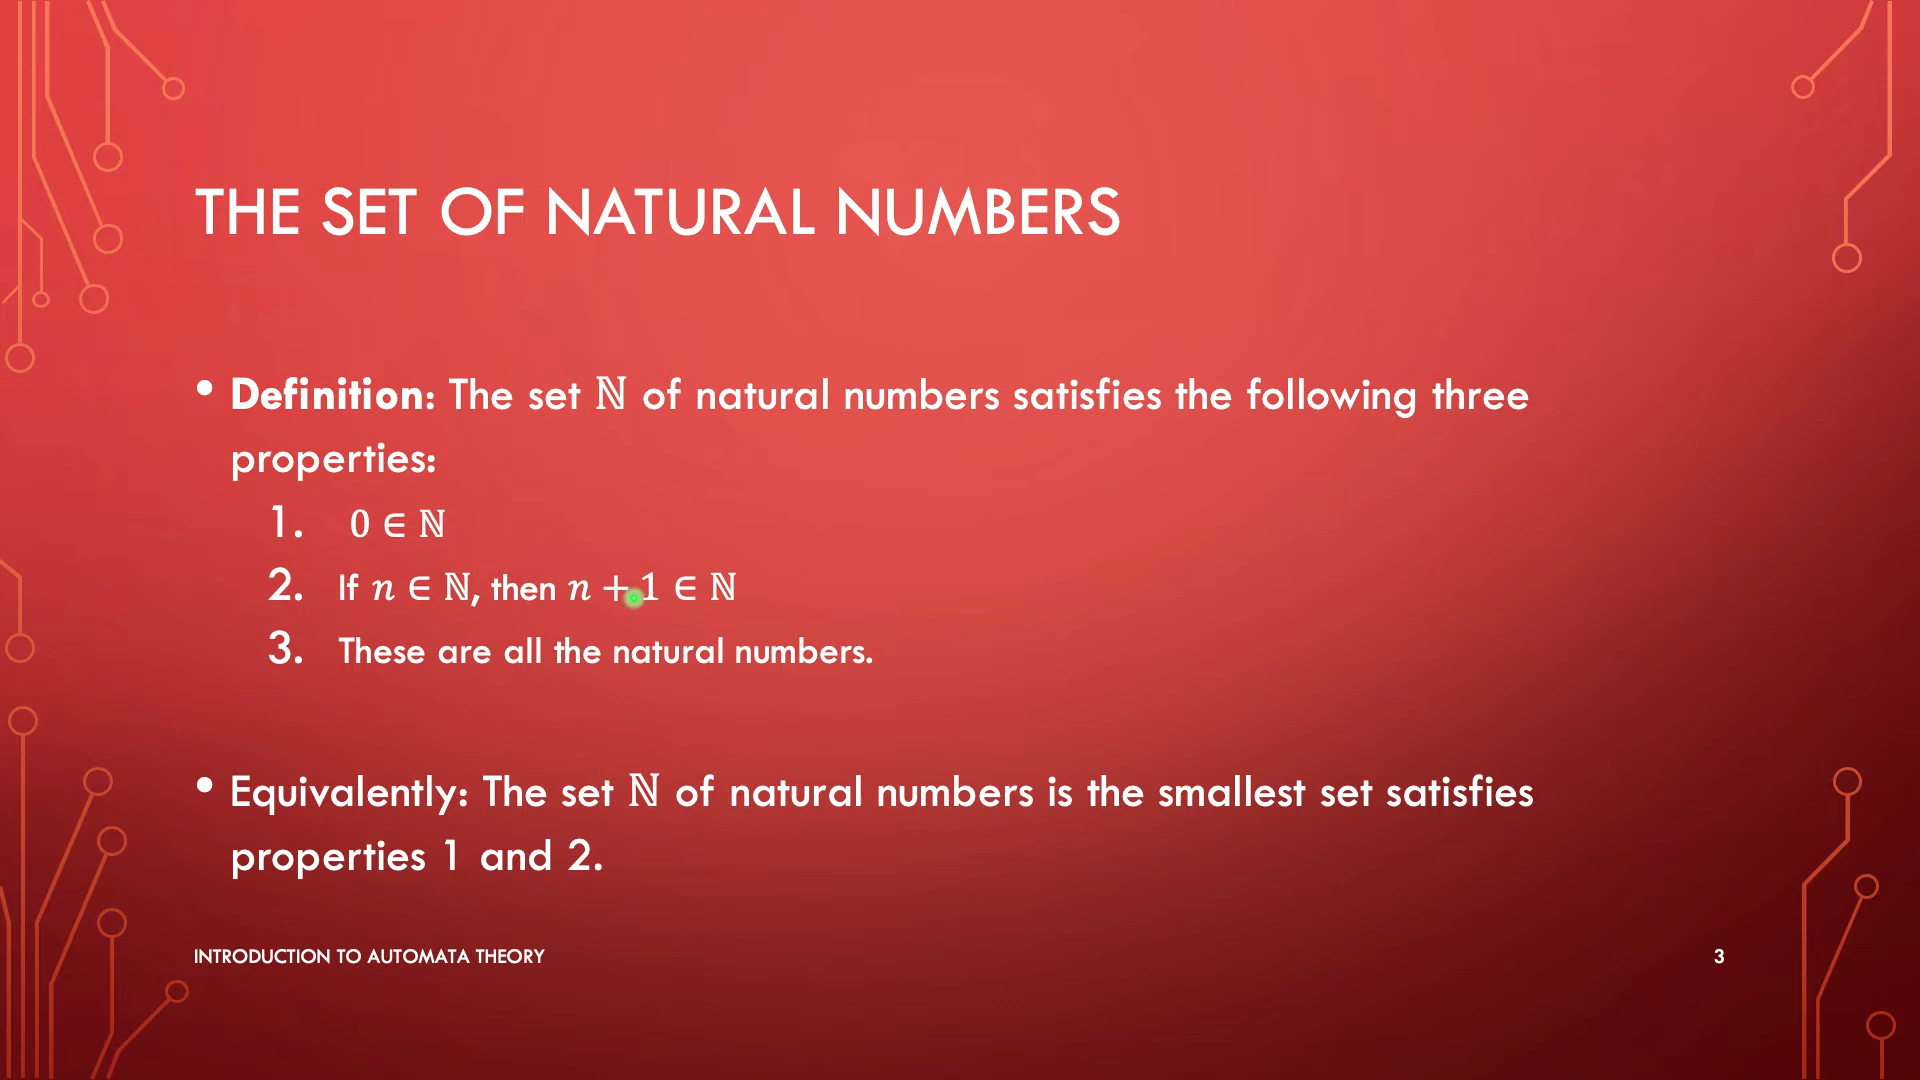 THE SET OF NATURAL NUMBERS
• Definition: The set ℕ of natural numbers satisfies the following three
properties:
1. 0 ∈ ℕ
2. If n ∈ ℕ, then n + 1 ∈ ℕ
3. These are all the natural numbers.
• Equivalently: The set ℕ of natural numbers is the smallest set satisfies
properties 1 and 2.
INTRODUCTION TO AUTOMATA THEORY
3